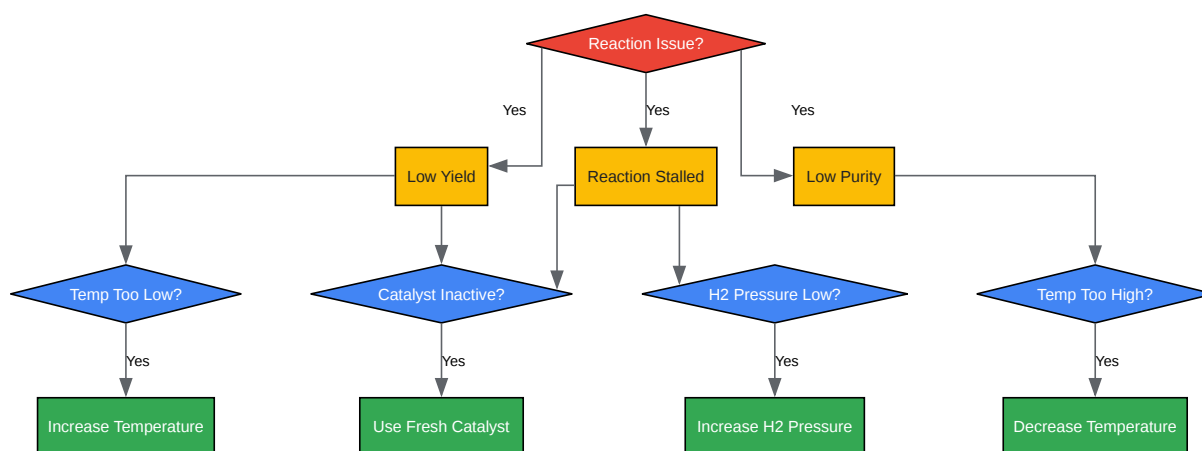 Reaction Issue?
Yes
Yes
Yes
Low Yield
Reaction Stalled
Low Purity
Temp Too Low?
Catalyst Inactive?
H2 Pressure Low?
Temp Too High?
Yes
Yes
Yes
Yes
Increase Temperature
Use Fresh Catalyst
Increase H2 Pressure
Decrease Temperature